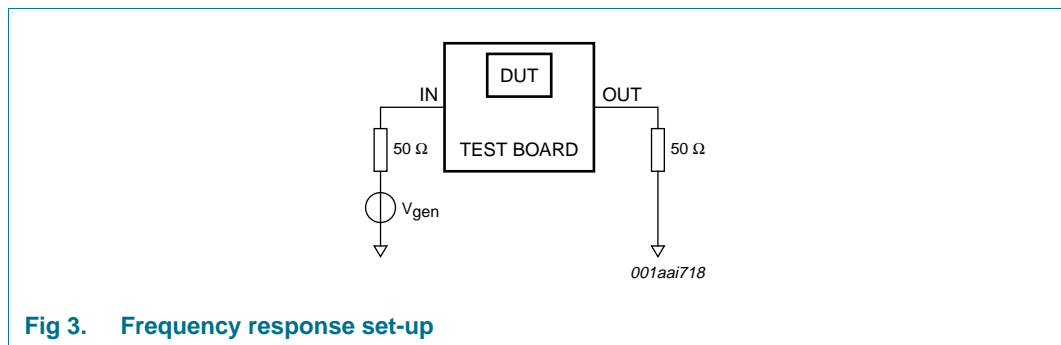 DUT
IN
OUT
50 Ω
TEST BOARD
50 Ω
Vgen
001aai718
Fig 3. Frequency response set-up